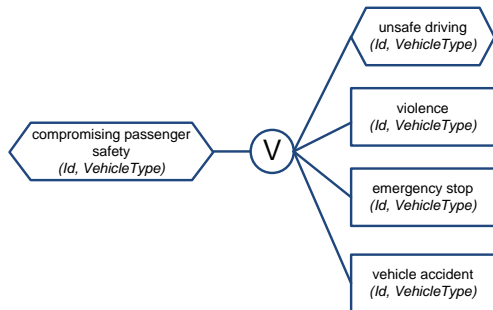 compromising passenger
safety
(Id, VehicleType)
V
unsafe driving
(Id, VehicleType)
violence
(Id, VehicleType)
emergency stop
(Id, VehicleType)
vehicle accident
(Id, VehicleType)